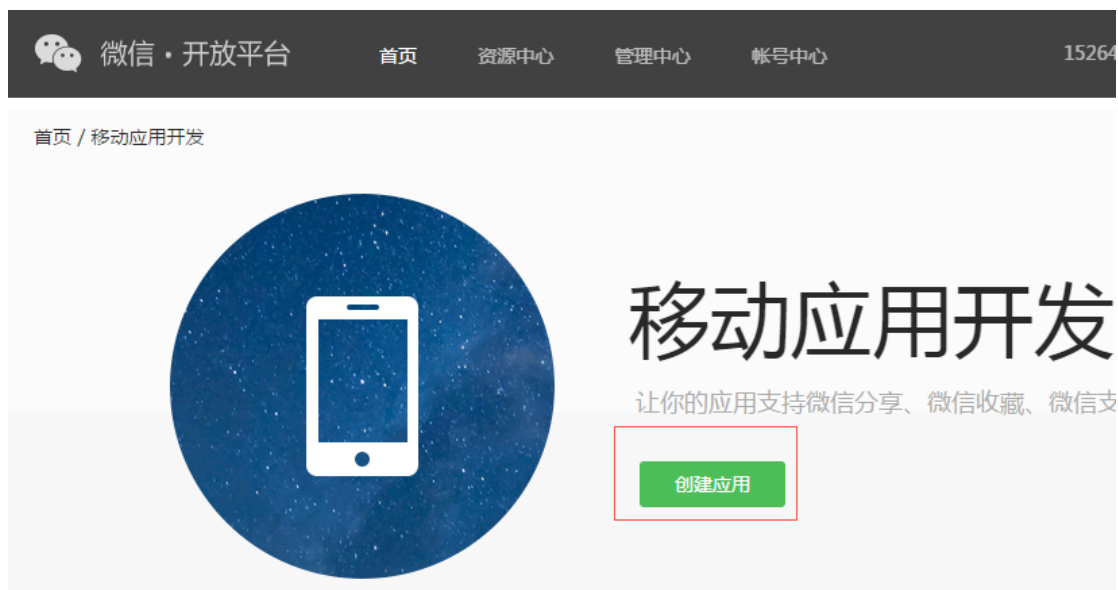 微信·开放平台 首页 资源中心 管理中心 帐号中心 15264
首页 / 移动应用开发
移动应用开发
让你的应用支持微信分享、微信收藏、微信支
创建应用